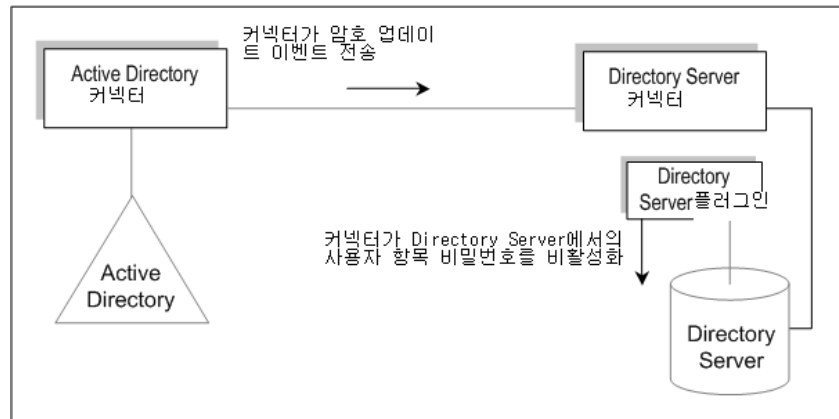 커넥터가 암호 업데이
트 이벤트 전송
Active Directory
커넥터
Directory Server
커넥터
Directory
Server플러그인
커넥터가 Directory Server에서의
사용자 항목 비밀번호를 비활성화
Active
Directory
Directory
Server